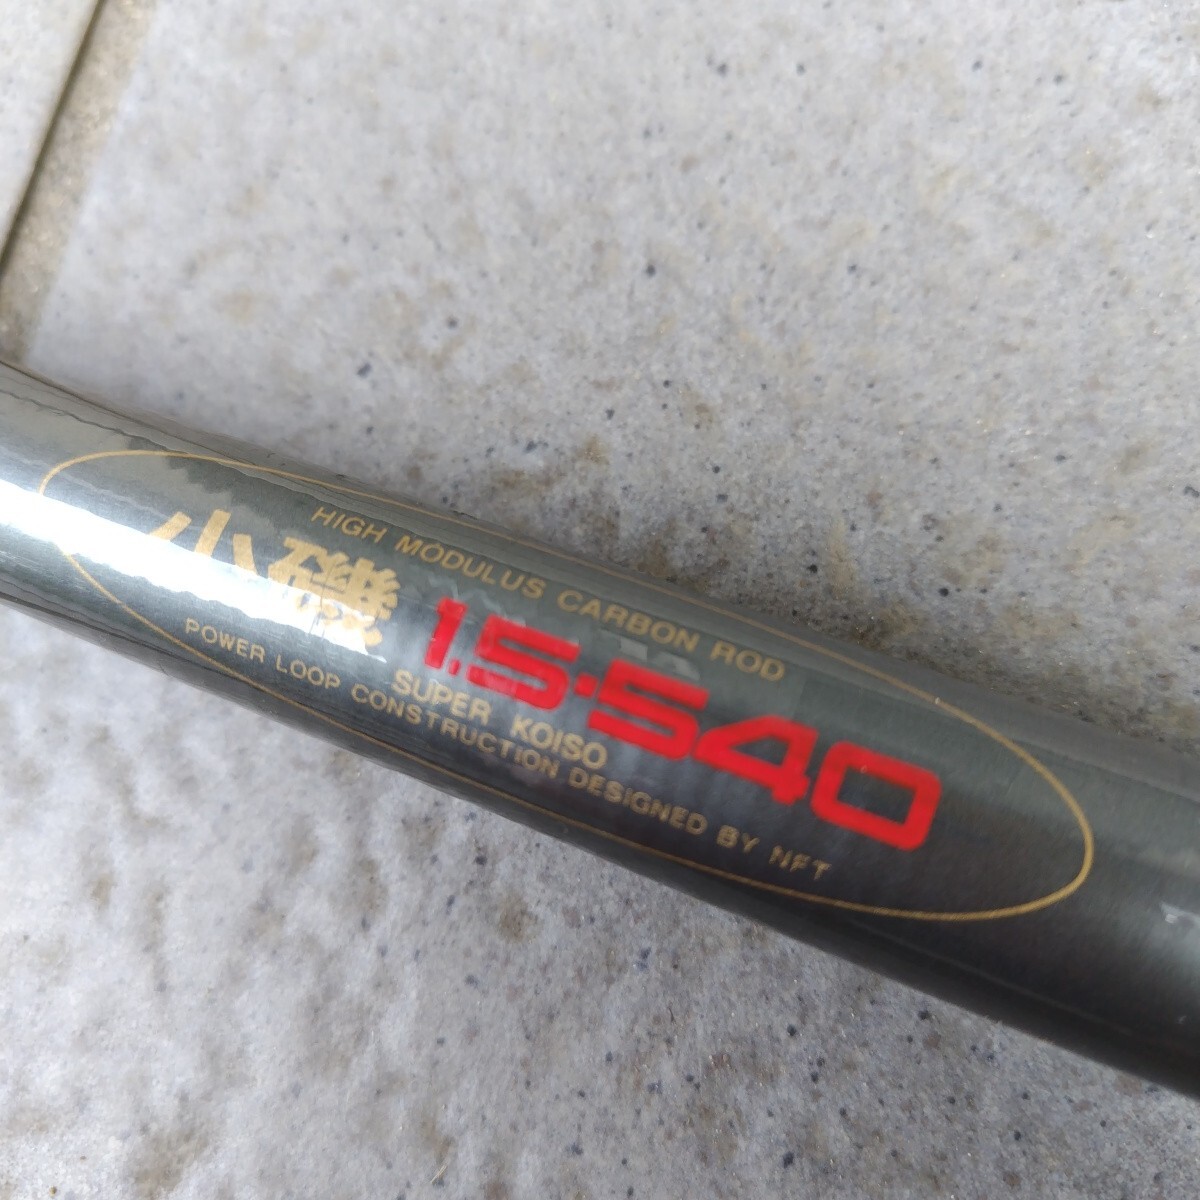 HIGH MODULUS CARBON ROD
小磯 1.5·540
SUPER KOISO
POWER LOOP CONSTRUCTION DESIGNED BY NFT